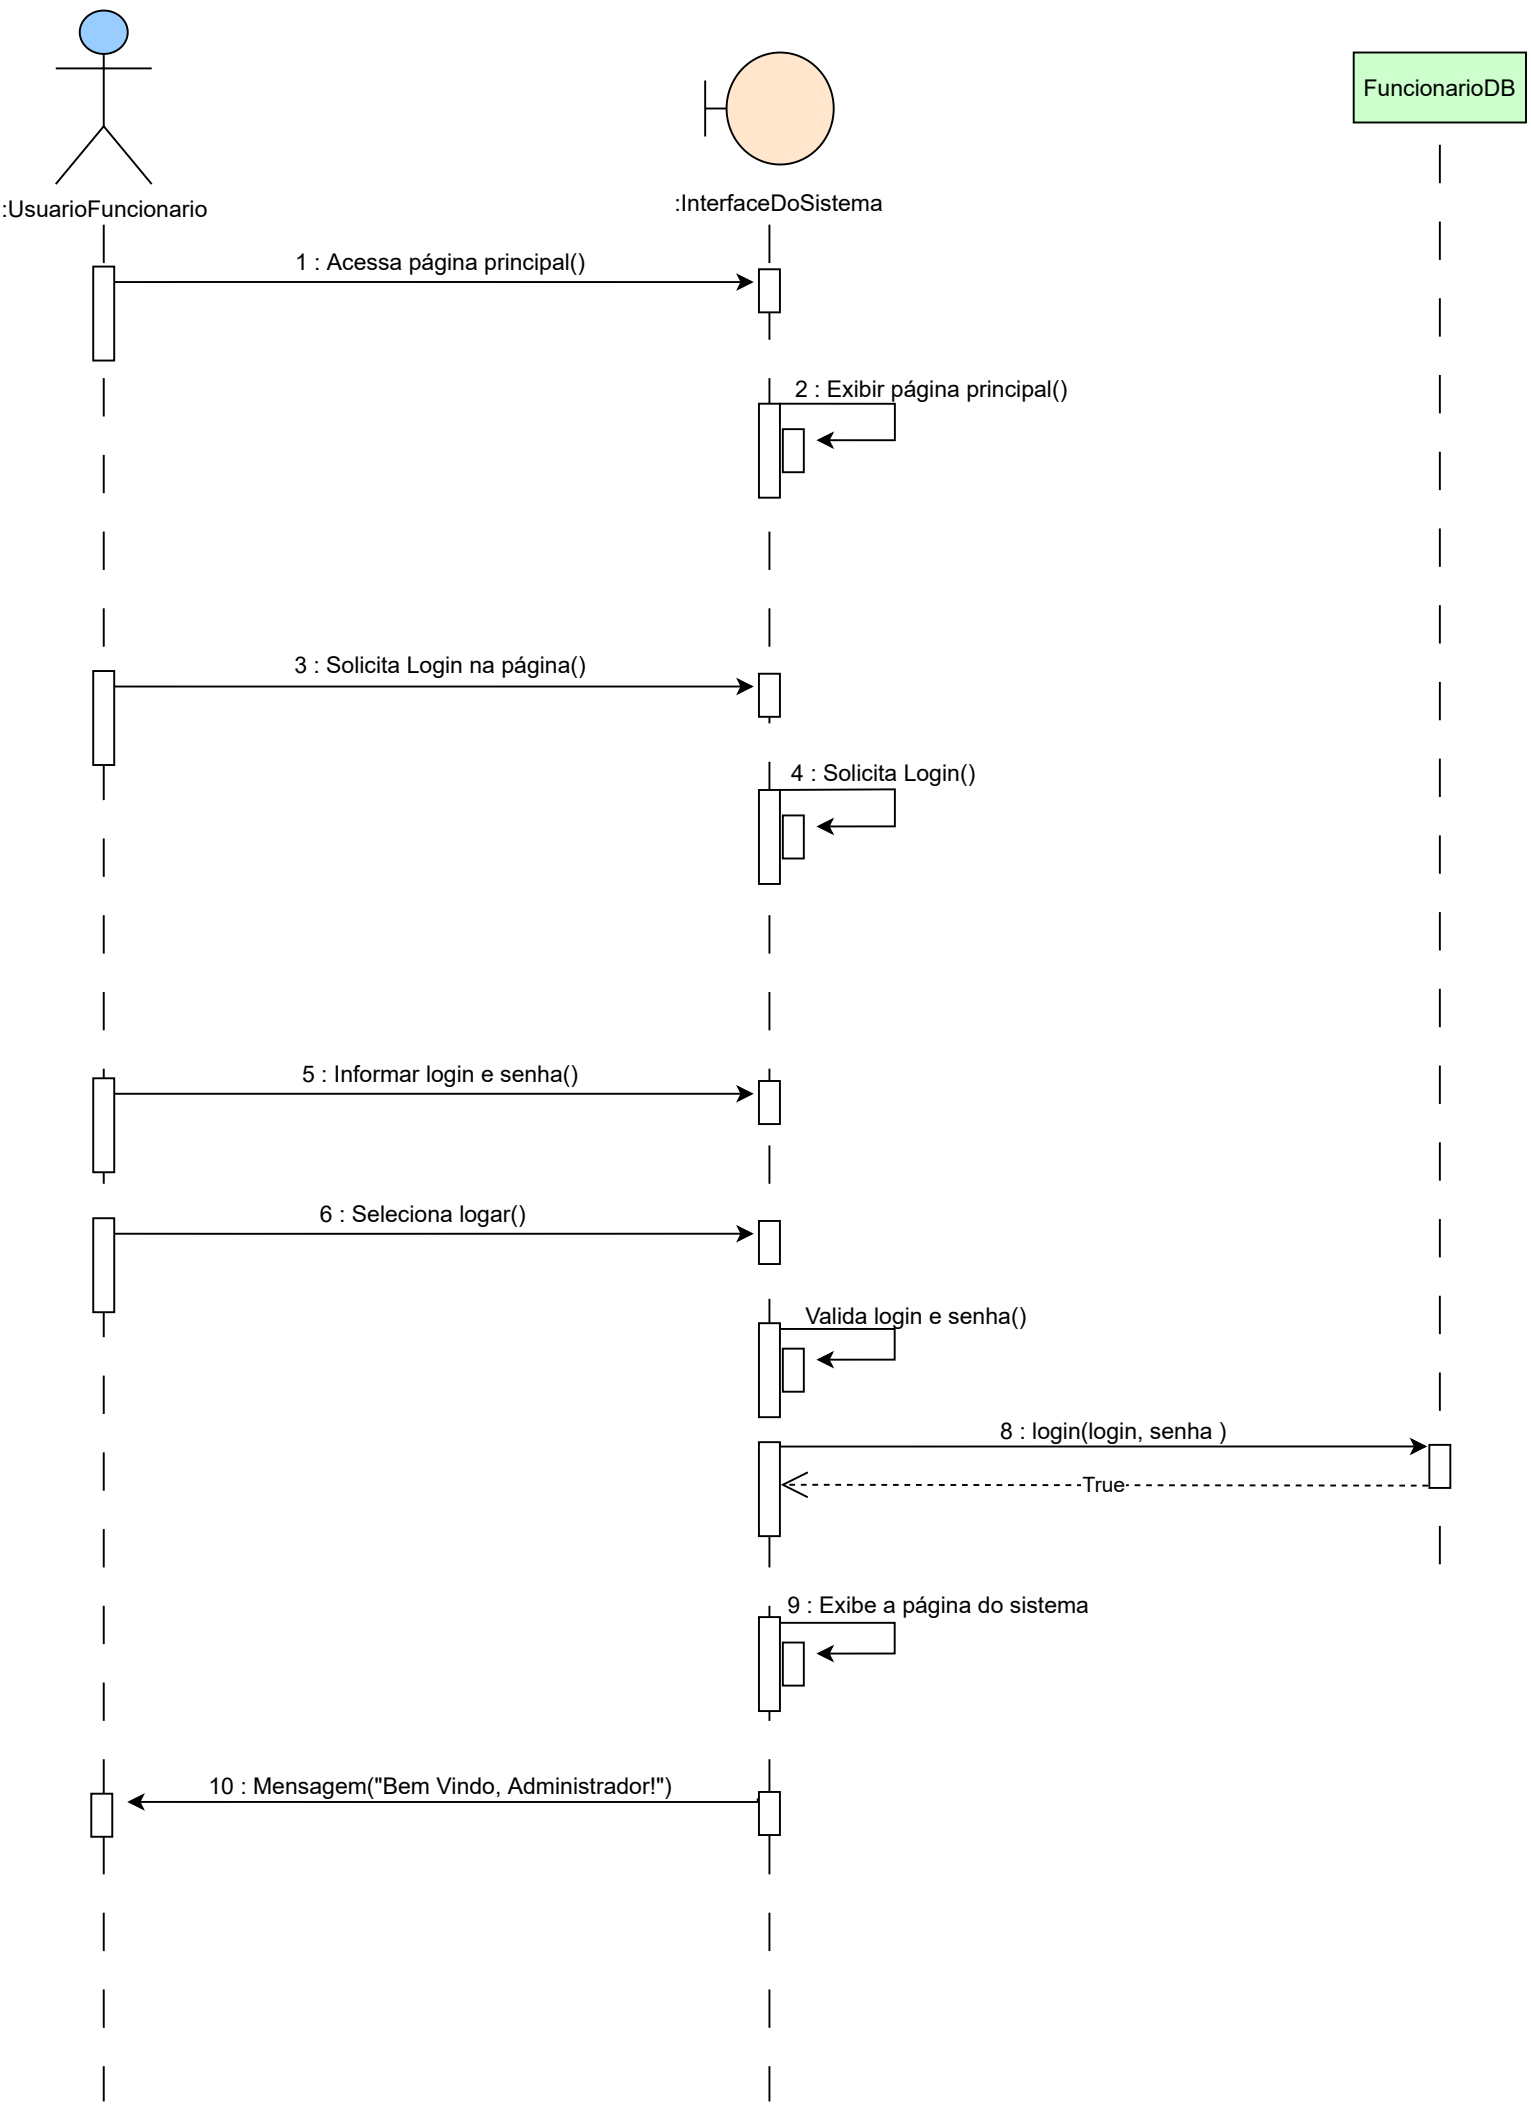 FuncionarioDB
:UsuarioFuncionario
:InterfaceDoSistema
1 : Acessa página principal()
2 : Exibir página principal()
3 : Solicita Login na página()
4 : Solicita Login()
5 : Informar login e senha()
6 : Seleciona logar()
Valida login e senha()
8 : login(login, senha )
True
9 : Exibe a página do sistema
10 : Mensagem("Bem Vindo, Administrador!")